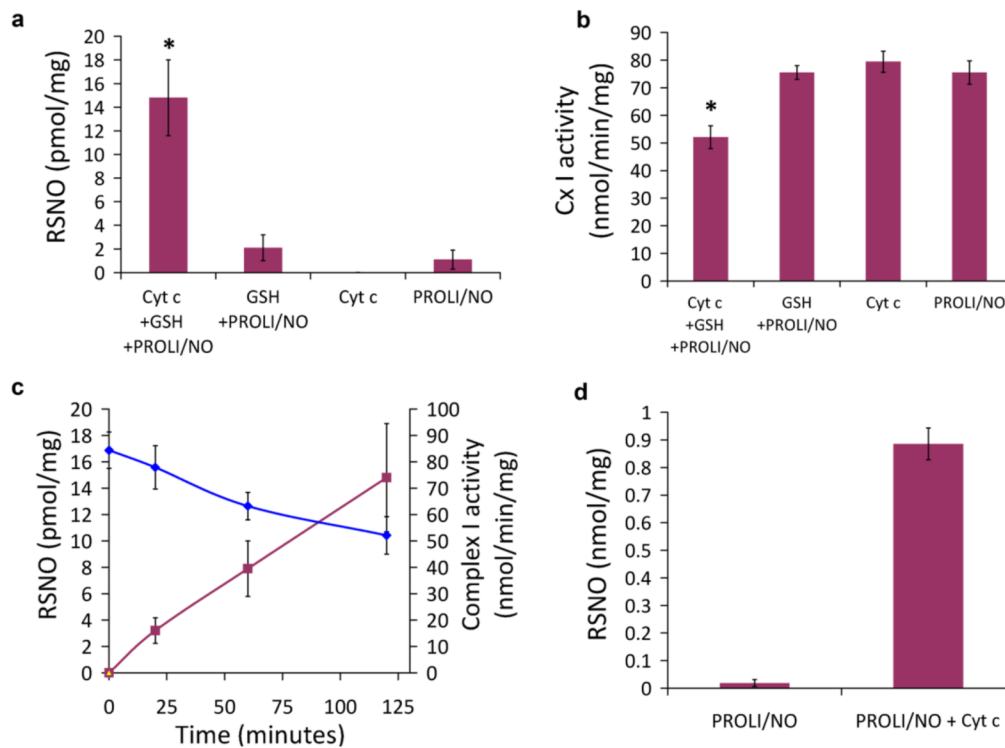 a
RSNO (pmol/mg)
20
18
16
14
12
10
8
6
4
2
0
*
Cyt c
+GSH
+PROLI/NO
GSH
+PROLI/NO
Cyt c
PROLI/NO
b
Cx I activity
(nmol/min/mg)
90
80
70
60
50
40
30
20
10
0
*
Cyt c
+GSH
+PROLI/NO
GSH
+PROLI/NO
Cyt c
PROLI/NO
c
RSNO (pmol/mg)
20
18
16
14
12
10
8
6
4
2
0
100
90
80
70
60
50
40
30
20
10
0
Complex I activity
(nmol/min/mg)
0 25 50 75 100 125
Time (minutes)
d
RSNO (nmol/mg)
1
0.9
0.8
0.7
0.6
0.5
0.4
0.3
0.2
0.1
0
PROLI/NO
PROLI/NO + Cyt c